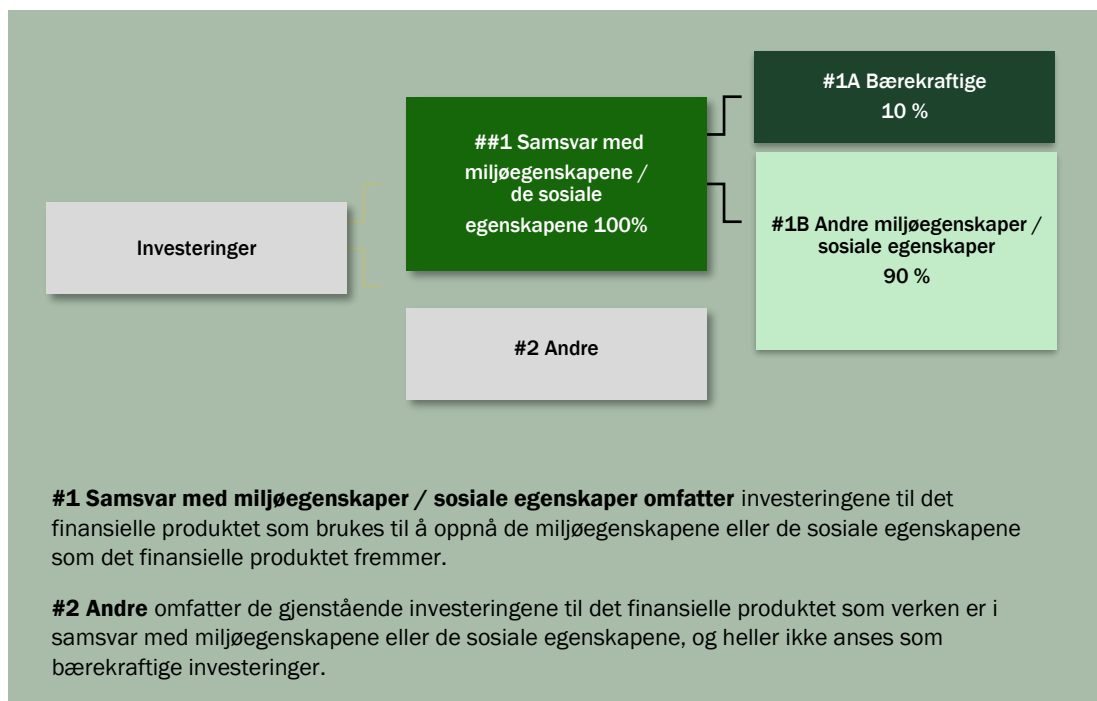 #1A Bærekraftige
10 %
##1 Samsvar med
miljøegenskapene /
de sosiale
egenskapene 100%
#1B Andre miljøegenskaper /
sosiale egenskaper
90 %
Investeringer
#2 Andre
#1 Samsvar med miljøegenskaper / sosiale egenskaper omfatter investeringene til det
finansielle produktet som brukes til å oppnå de miljøegenskapene eller de sosiale egenskapene
som det finansielle produktet fremmer.
#2 Andre omfatter de gjenstående investeringene til det finansielle produktet som verken er i
samsvar med miljøegenskapene eller de sosiale egenskapene, og heller ikke anses som
bærekraftige investeringer.